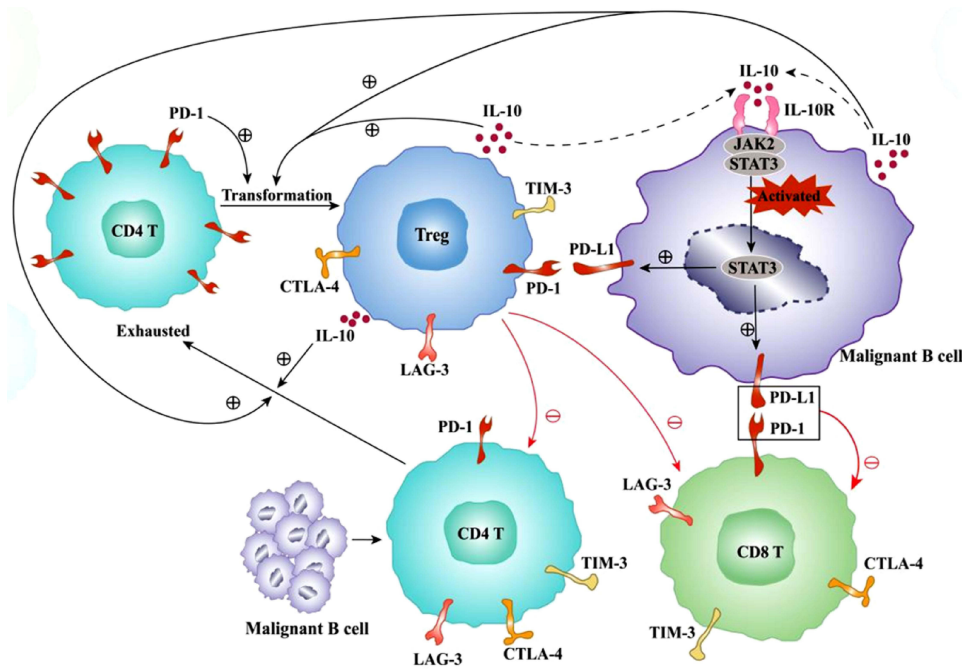 IL-10
PD-1
IL-10
IL-10R
IL-10
JAK2
STAT3
Transformation
TIM-3
Activated
CD4 T
Treg
PD-L1
STAT3
CTLA-4
PD-1
Exhausted
IL-10
Malignant B cell
LAG-3
PD-L1
PD-1
PD-1
LAG-3
CD4 T
CD8 T
TIM-3
CTLA-4
Malignant B cell
LAG-3
CTLA-4
TIM-3